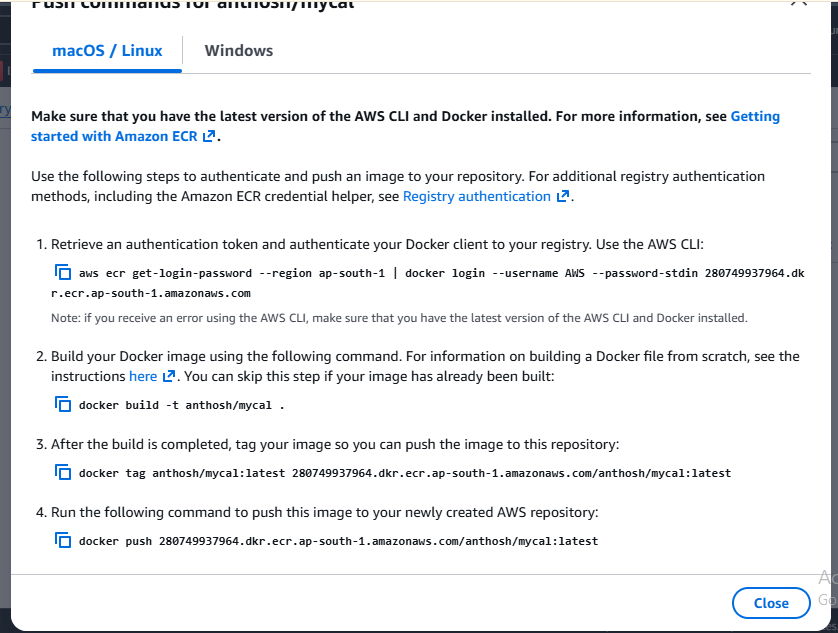 Push commands for anthosh/mycal
macOS / Linux
Windows
Make sure that you have the latest version of the AWS CLI and Docker installed. For more information, see Getting
started with Amazon ECR.
Use the following steps to authenticate and push an image to your repository. For additional registry authentication
methods, including the Amazon ECR credential helper, see Registry authentication.
1. Retrieve an authentication token and authenticate your Docker client to your registry. Use the AWS CLI:
aws ecr get-login-password --region ap-south-1 | docker login --username AWS --password-stdin 280749937964.dk
r.ecr.ap-south-1.amazonaws.com
Note: if you receive an error using the AWS CLI, make sure that you have the latest version of the AWS CLI and Docker installed.
2. Build your Docker image using the following command. For information on building a Docker file from scratch, see the
instructions here. You can skip this step if your image has already been built:
docker build -t anthosh/mycal .
3. After the build is completed, tag your image so you can push the image to this repository:
docker tag anthosh/mycal:latest 280749937964.dkr.ecr.ap-south-1.amazonaws.com/anthosh/mycal:latest
4. Run the following command to push this image to your newly created AWS repository:
docker push 280749937964.dkr.ecr.ap-south-1.amazonaws.com/anthosh/mycal:latest
Close